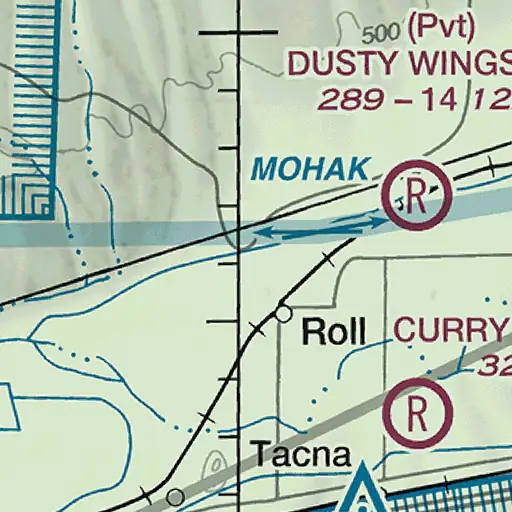 500 (Pvt)
DUSTY WINGS
289 – 14 12
MOHAK
R
Roll
CURRY
32
R
Tacna